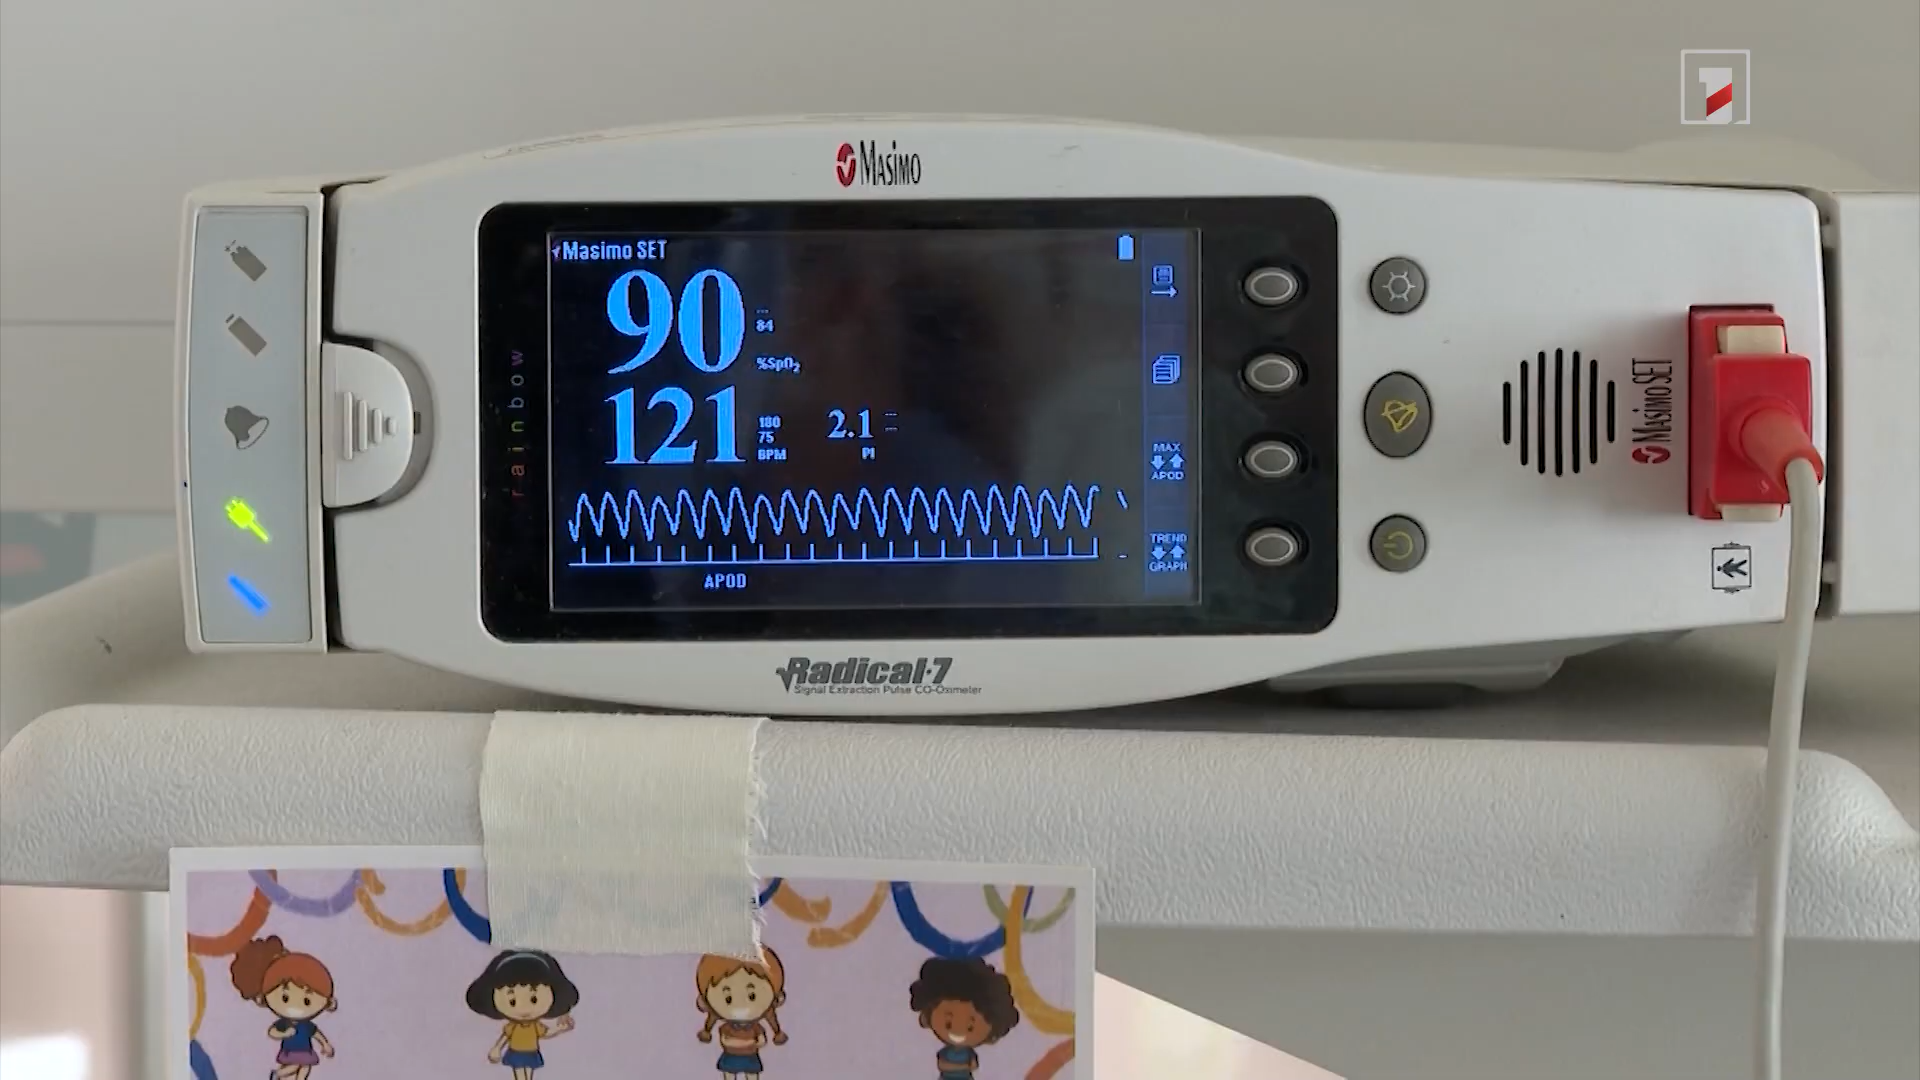 Masimo
Masimo SET
90
84
%SpO2
121
180
75
BPM
2.1
PI
APOD
MAX
APOD
TREND
GRAPH
rainbow
Masimo SET
Radical·7
Signal Extraction Pulse CO-Oximeter
1